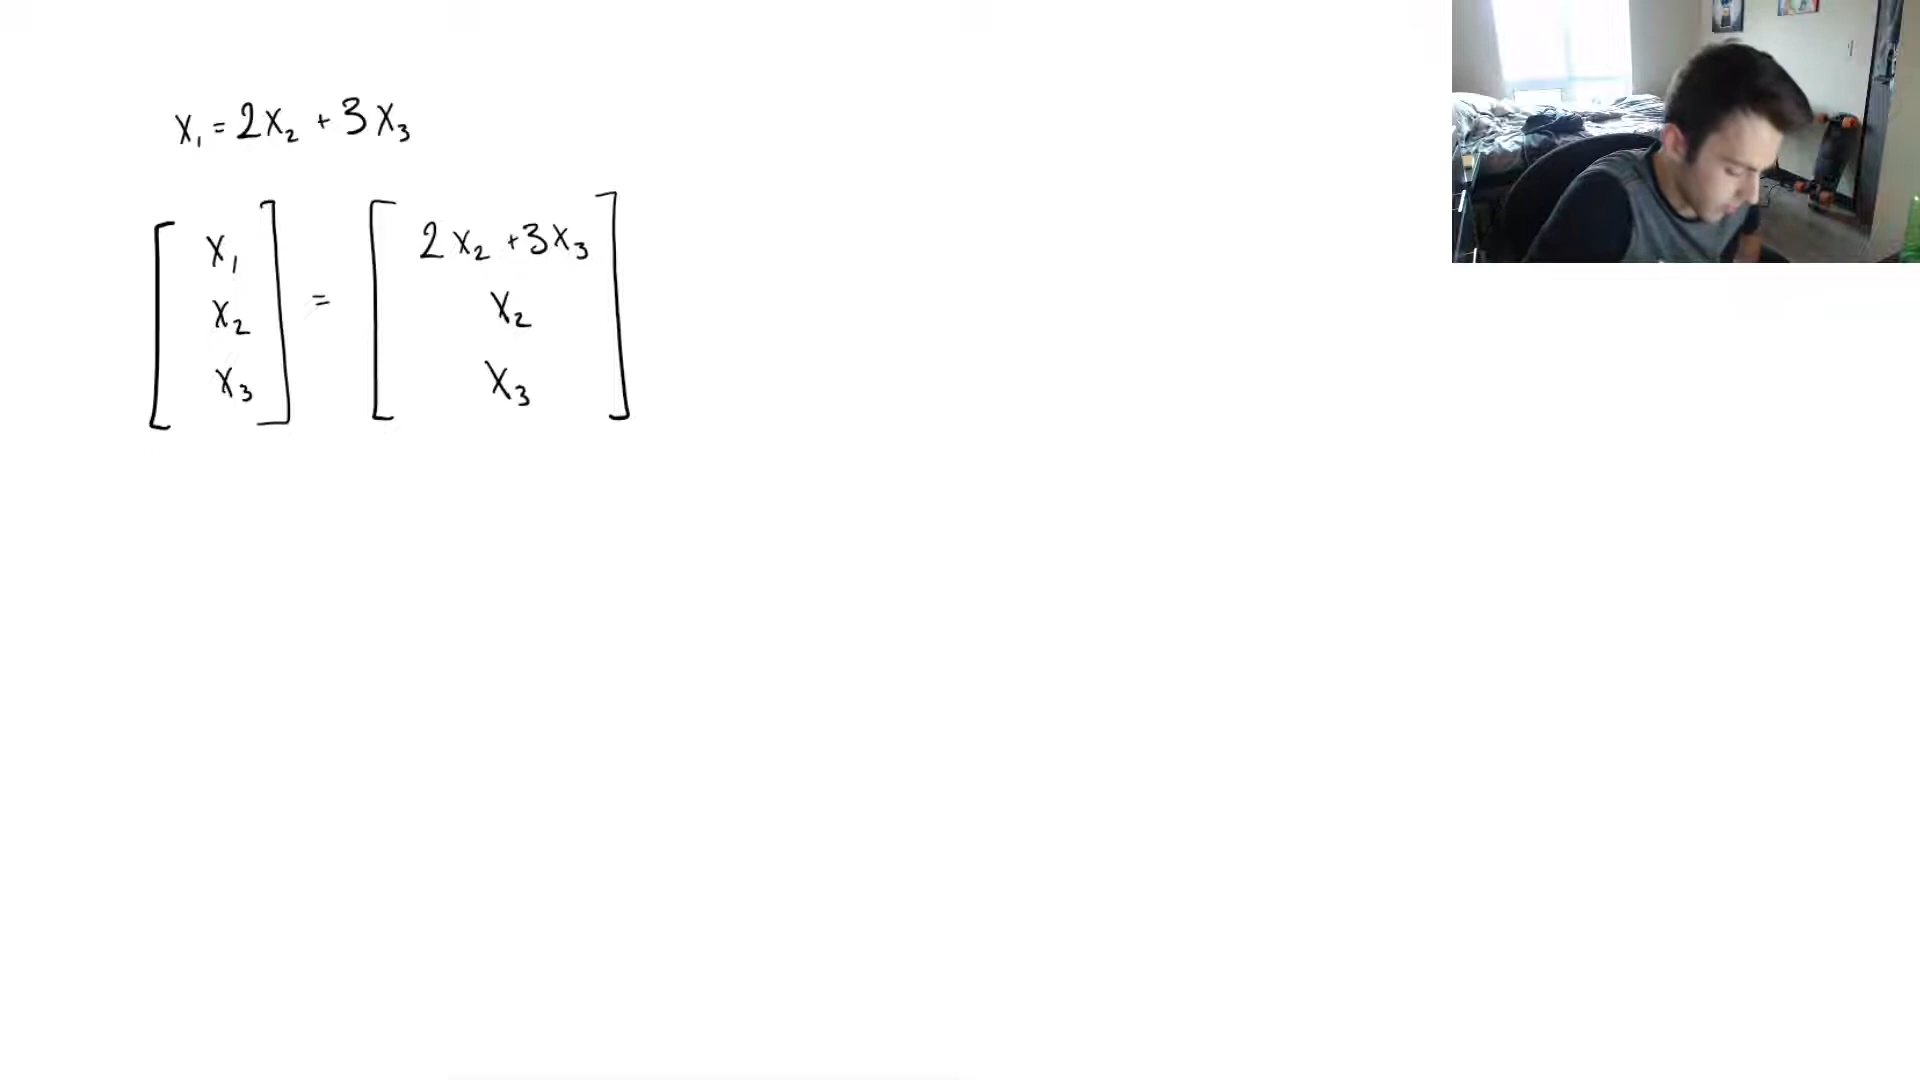 x₁ = 2x₂ + 3x₃
[x₁ x₂ x₃] = [2x₂ + 3x₃ x₂ x₃]